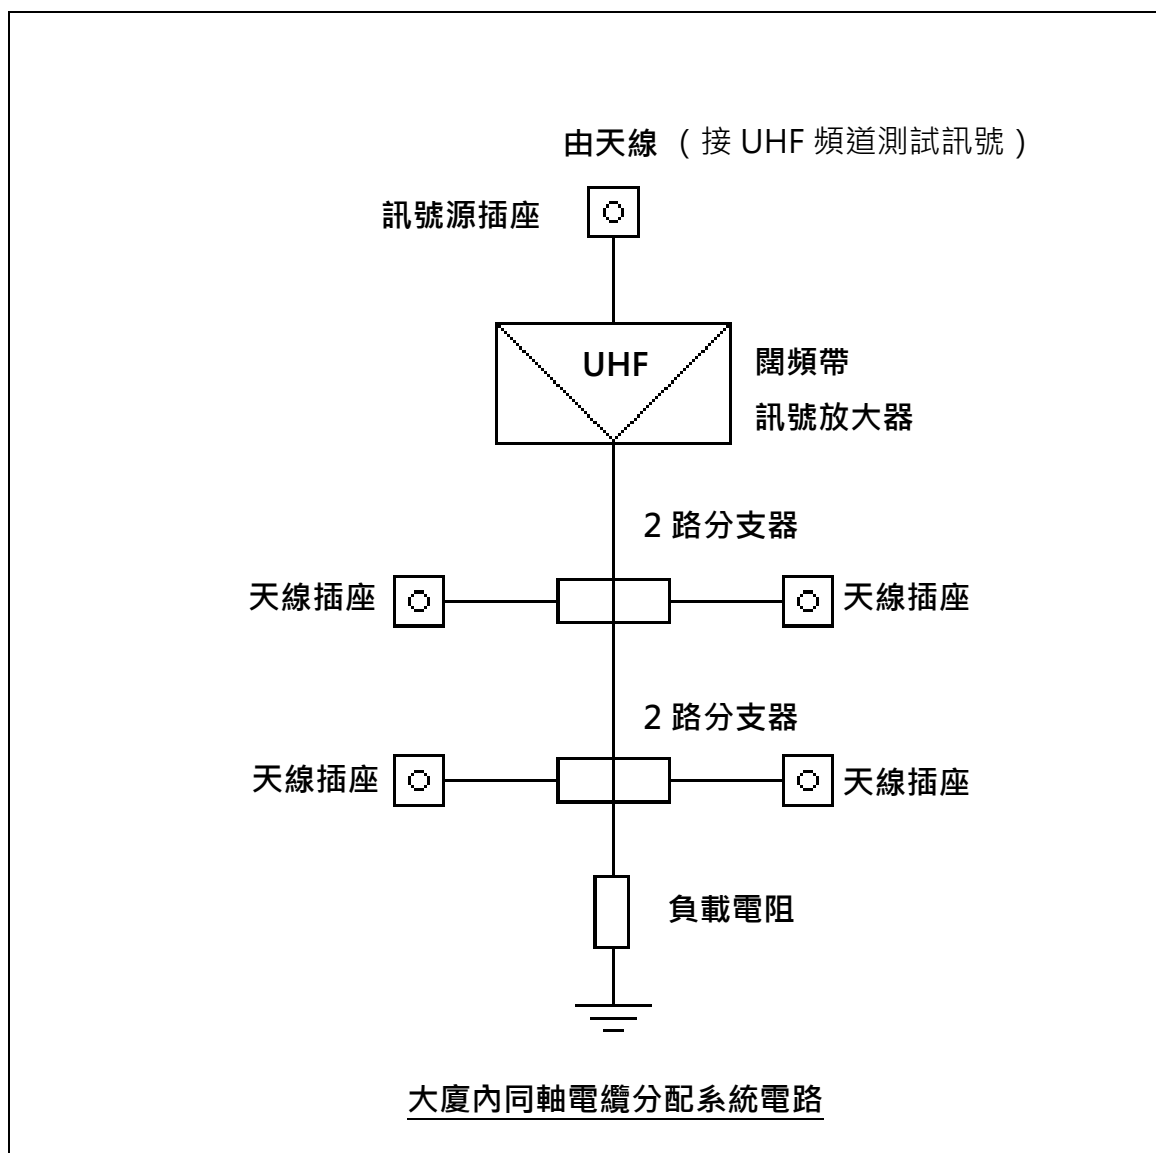 由天線 （接 UHF 頻道測試訊號）
訊號源插座
UHF
闊頻帶
訊號放大器
2 路分支器
天線插座
天線插座
2 路分支器
天線插座
天線插座
負載電阻
大廈內同軸電纜分配系統電路